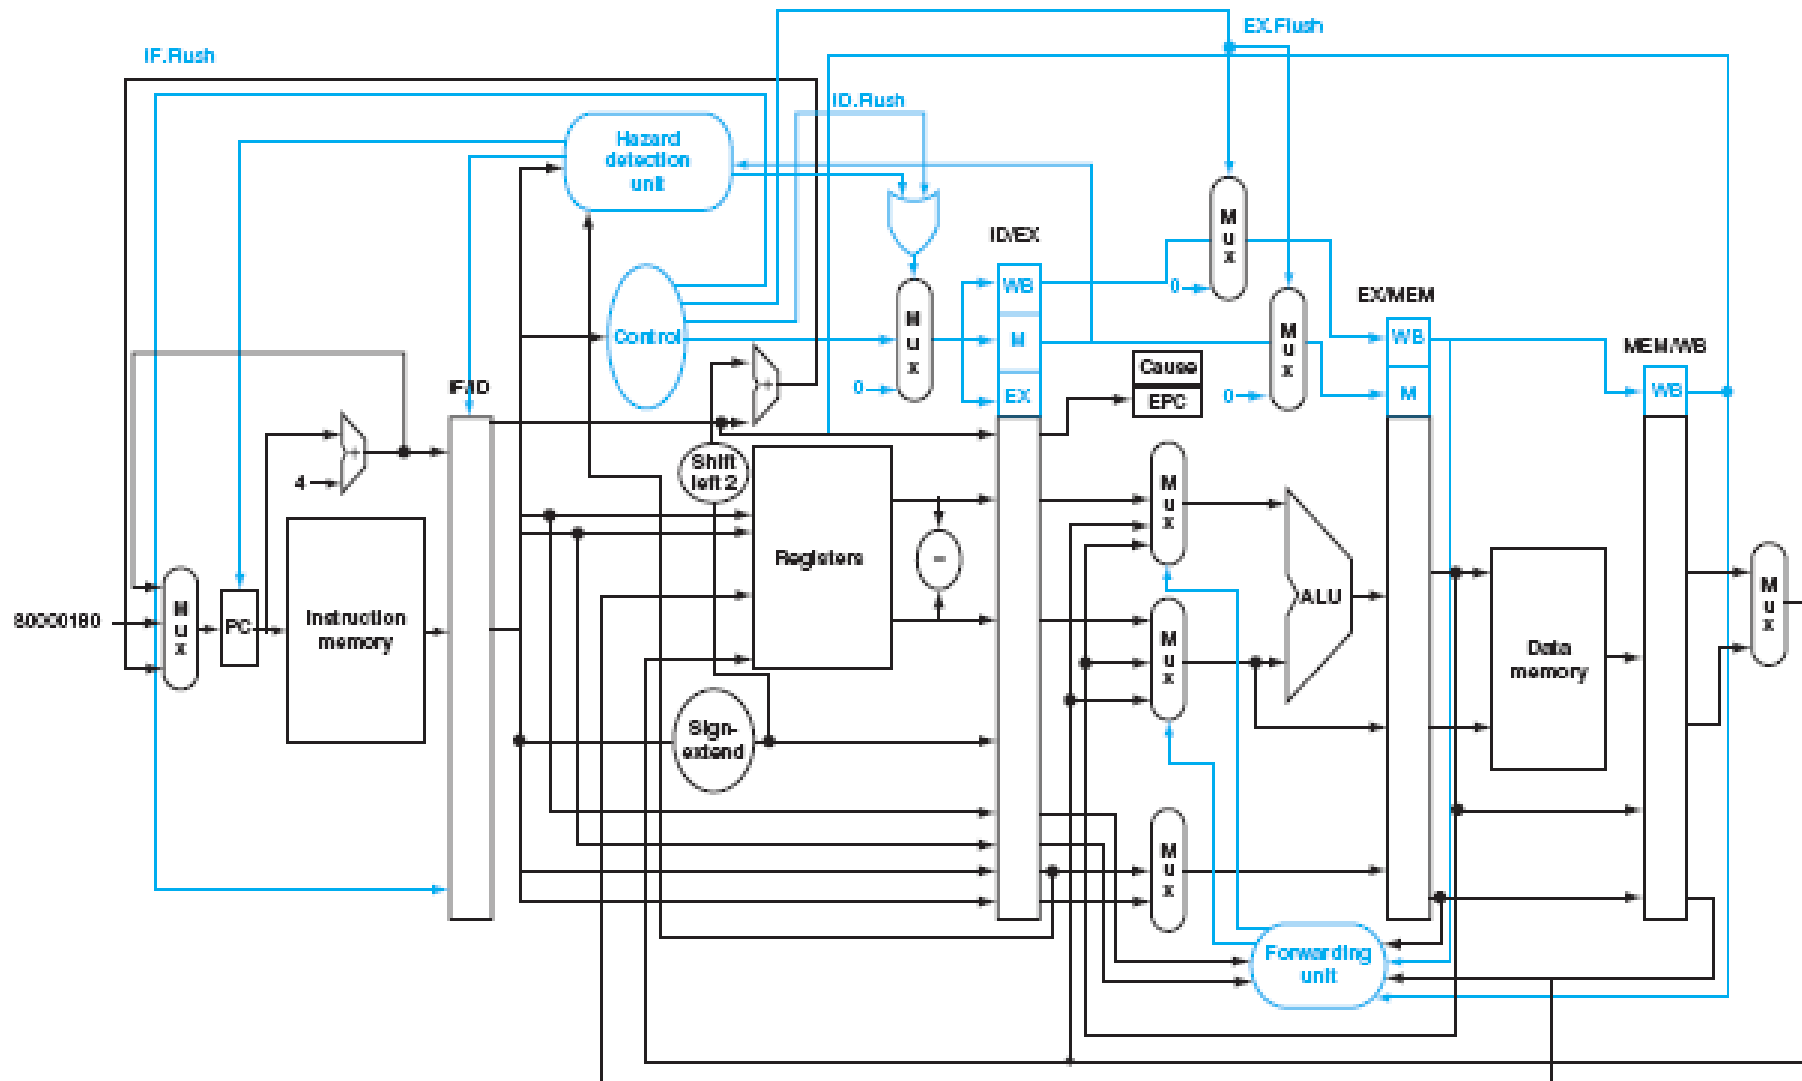 EX.Flush
IF.Flush
ID.Flush
Hazard
detection
unit
M
u
x
ID/EX
WB
0
EX/MEM
Control
M
u
x
M
M
u
x
WB
MEM/WB
Cause
0
EX
EPC
0
M
WB
IF/ID
+
+
4
Shift
left 2
M
u
x
Registers
=
M
u
x
80000180
M
u
x
PC
Instruction
memory
ALU
M
u
x
Data
memory
Sign-
extend
M
u
x
Forwarding
unit